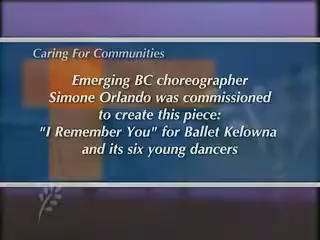 Caring For Communities
Emerging BC choreographer
Simone Orlando was commissioned
to create this piece:
"I Remember You" for Ballet Kelowna
and its six young dancers